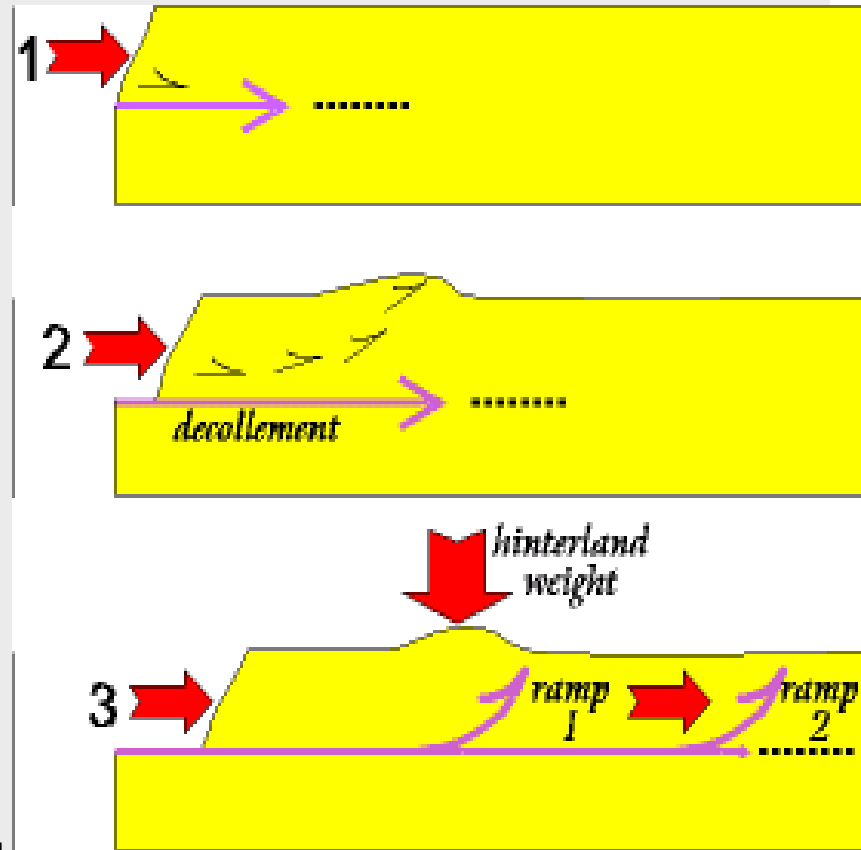 1
2
decollement
hinterland
weight
3
ramp
1
ramp
2